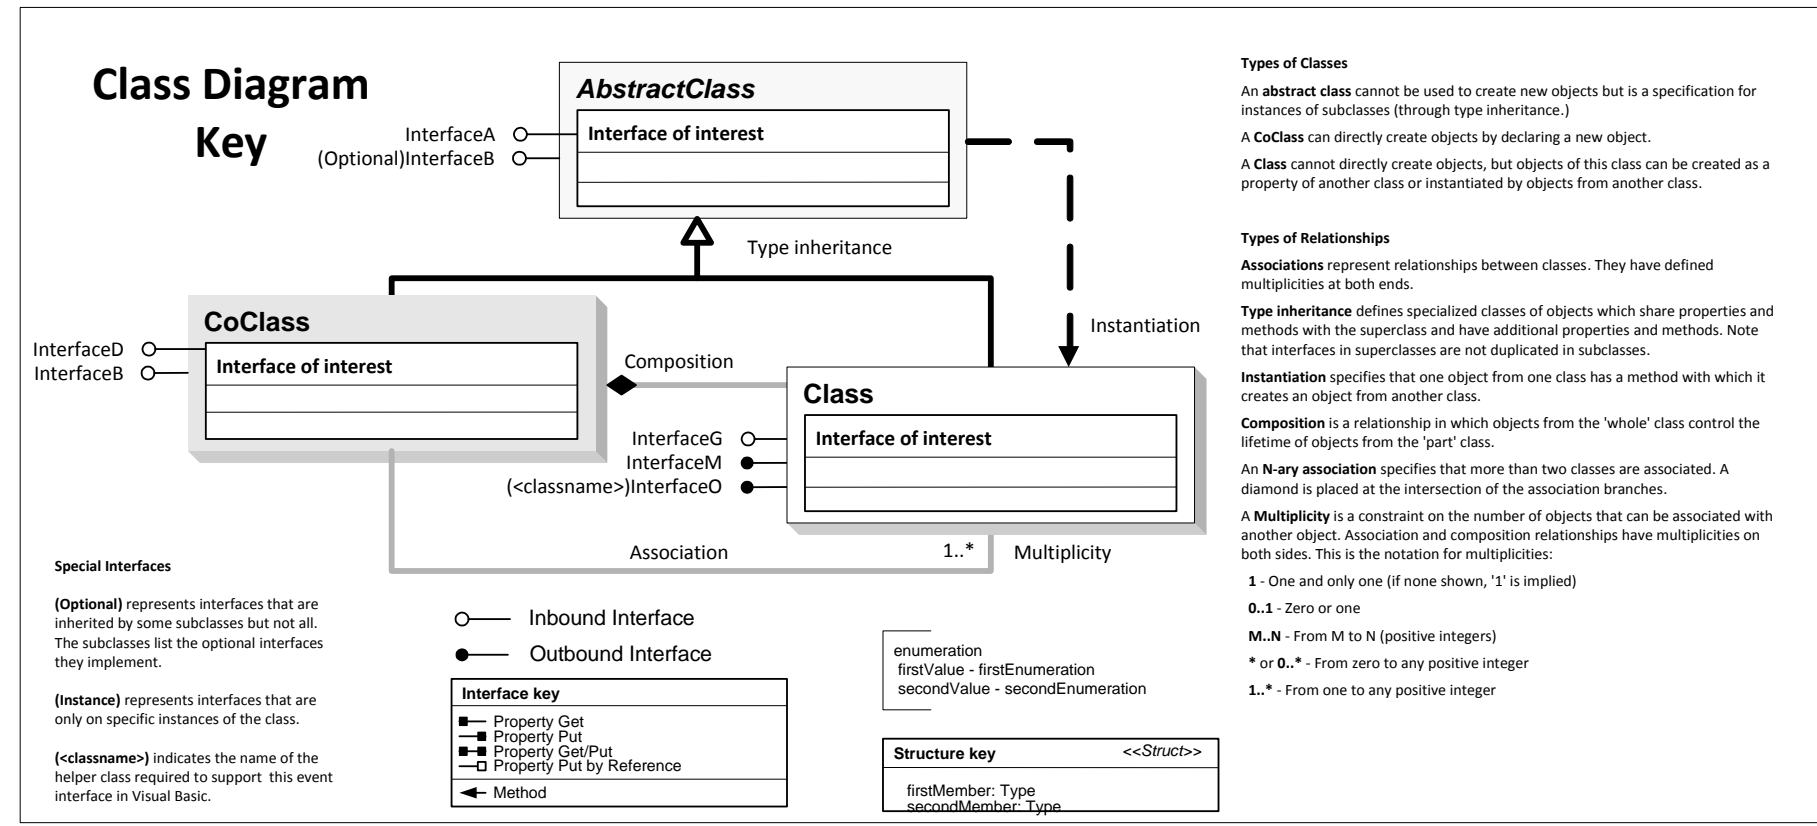 Class Diagram
Key
AbstractClass
Interface of interest
InterfaceA
(Optional)InterfaceB
Type inheritance
Instantiation
CoClass
Interface of interest
InterfaceD
InterfaceB
Composition
Class
Interface of interest
InterfaceG
InterfaceM
(<classname>)InterfaceO
Association
1..*
Multiplicity
Special Interfaces
(Optional) represents interfaces that are
inherited by some subclasses but not all.
The subclasses list the optional interfaces
they implement.
(Instance) represents interfaces that are
only on specific instances of the class.
(<classname>) indicates the name of the
helper class required to support this event
interface in Visual Basic.
Inbound Interface
Outbound Interface
Interface key
Property Get
Property Put
Property Get/Put
Property Put by Reference
Method
enumeration
firstValue - firstEnumeration
secondValue - secondEnumeration
Structure key <<Struct>>
firstMember: Type
secondMember: Type
Types of Classes
An abstract class cannot be used to create new objects but is a specification for
instances of subclasses (through type inheritance.)
A CoClass can directly create objects by declaring a new object.
A Class cannot directly create objects, but objects of this class can be created as a
property of another class or instantiated by objects from another class.
Types of Relationships
Associations represent relationships between classes. They have defined
multiplicities at both ends.
Type inheritance defines specialized classes of objects which share properties and
methods with the superclass and have additional properties and methods. Note
that interfaces in superclasses are not duplicated in subclasses.
Instantiation specifies that one object from one class has a method with which it
creates an object from another class.
Composition is a relationship in which objects from the 'whole' class control the
lifetime of objects from the 'part' class.
An N-ary association specifies that more than two classes are associated. A
diamond is placed at the intersection of the association branches.
A Multiplicity is a constraint on the number of objects that can be associated with
another object. Association and composition relationships have multiplicities on
both sides. This is the notation for multiplicities:
1 - One and only one (if none shown, '1' is implied)
0..1 - Zero or one
M..N - From M to N (positive integers)
* or 0..* - From zero to any positive integer
1..* - From one to any positive integer